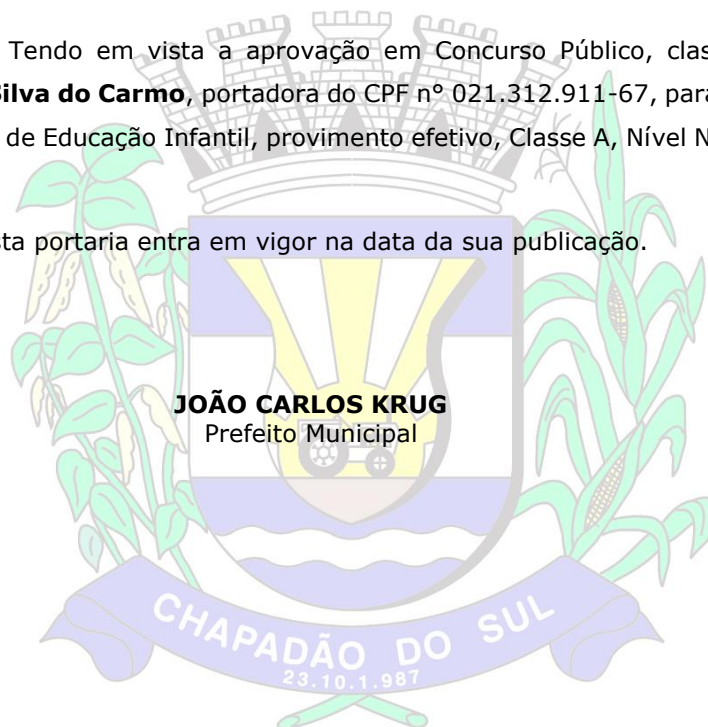 Tendo em vista a aprovação em Concurso Público, clas
Silva do Carmo, portadora do CPF n° 021.312.911-67, para
de Educação Infantil, provimento efetivo, Classe A, Nível N
sta portaria entra em vigor na data da sua publicação.
JOÃO CARLOS KRUG
Prefeito Municipal
CHAPADÃO DO SUL
23.10.1.987